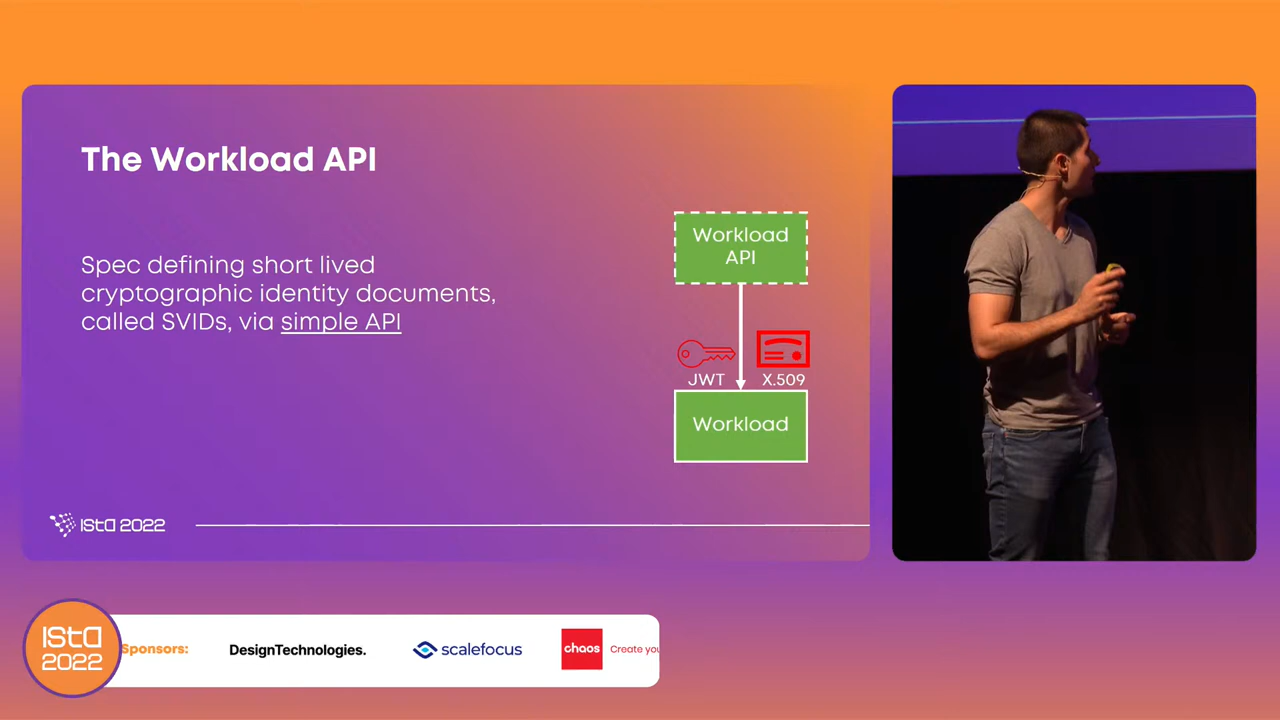 The Workload API
Spec defining short lived
cryptographic identity documents,
called SVIDs, via simple API
Workload
API
JWT
X.509
Workload
ISTA 2022
ISTA
2022
Sponsors:
DesignTechnologies.
scalefocus
chaos
Create you